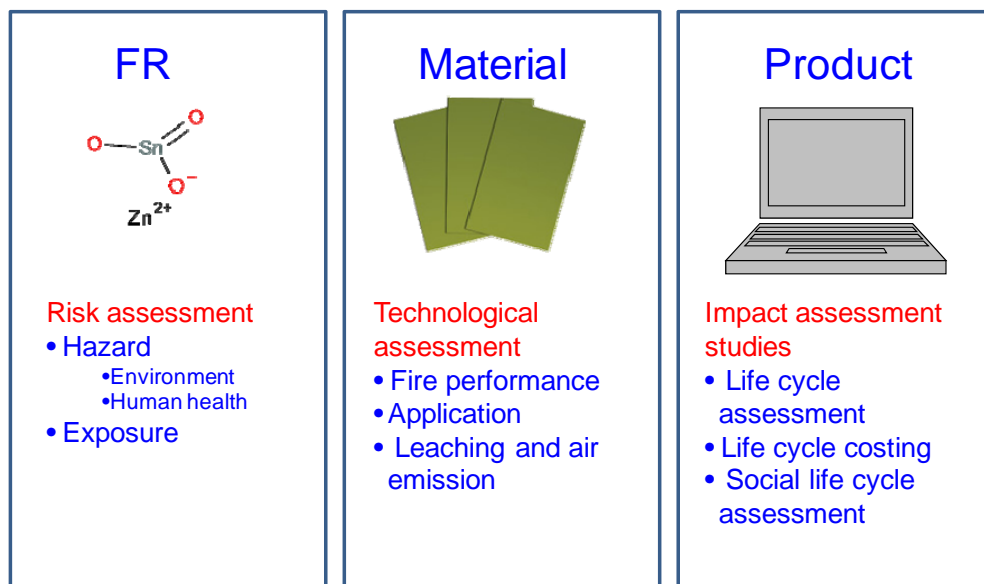 FR
O
Sn
O
O⁻
Zn²⁺
Risk assessment
• Hazard
•Environment
•Human health
• Exposure
Material
Technological
assessment
• Fire performance
• Application
• Leaching and air
emission
Product
Impact assessment
studies
• Life cycle
assessment
• Life cycle costing
• Social life cycle
assessment